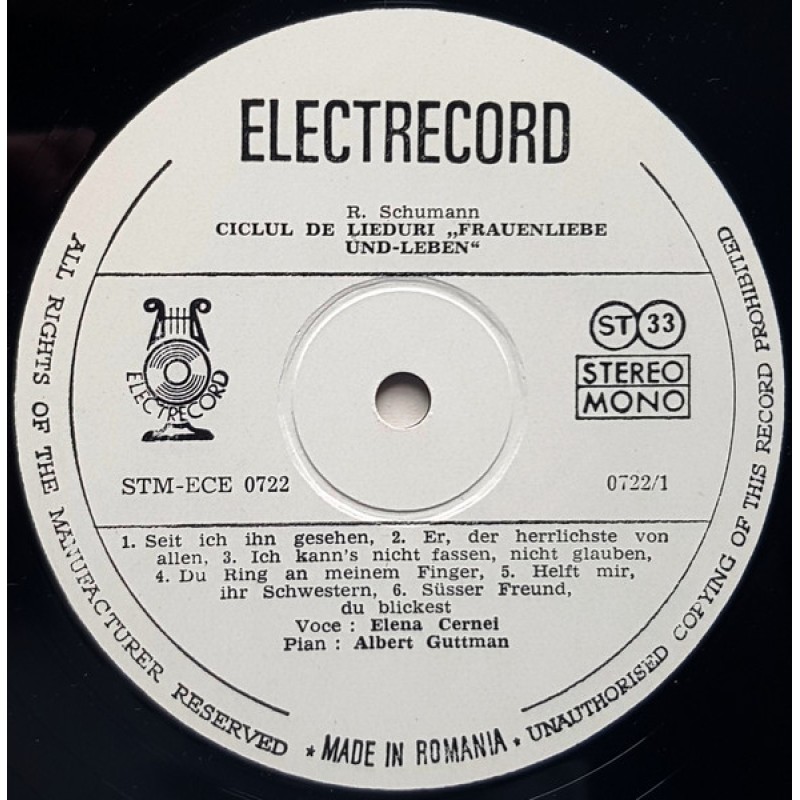 ELECTRECORD
R. Schumann
CICLUL DE LIEDURI „FRAUENLIEBE
UND-LEBEN“
ELECTRECORD
ST 33
STEREO
MONO
STM-ECE 0722
0722/1
1. Seit ich ihn gesehen, 2. Er, der herrlichste von
allen, 3. Ich kann's nicht fassen, nicht glauben,
4. Du Ring an meinem Finger, 5. Helft mir,
ihr Schwestern, 6. Süsser Freund,
du blickest
Voce : Elena Cernei
Pian : Albert Guttman
ALL RIGHTS OF THE MANUFACTURER RESERVED * MADE IN ROMANIA * UNAUTHORISED COPYING OF THIS RECORD PROHIBITED